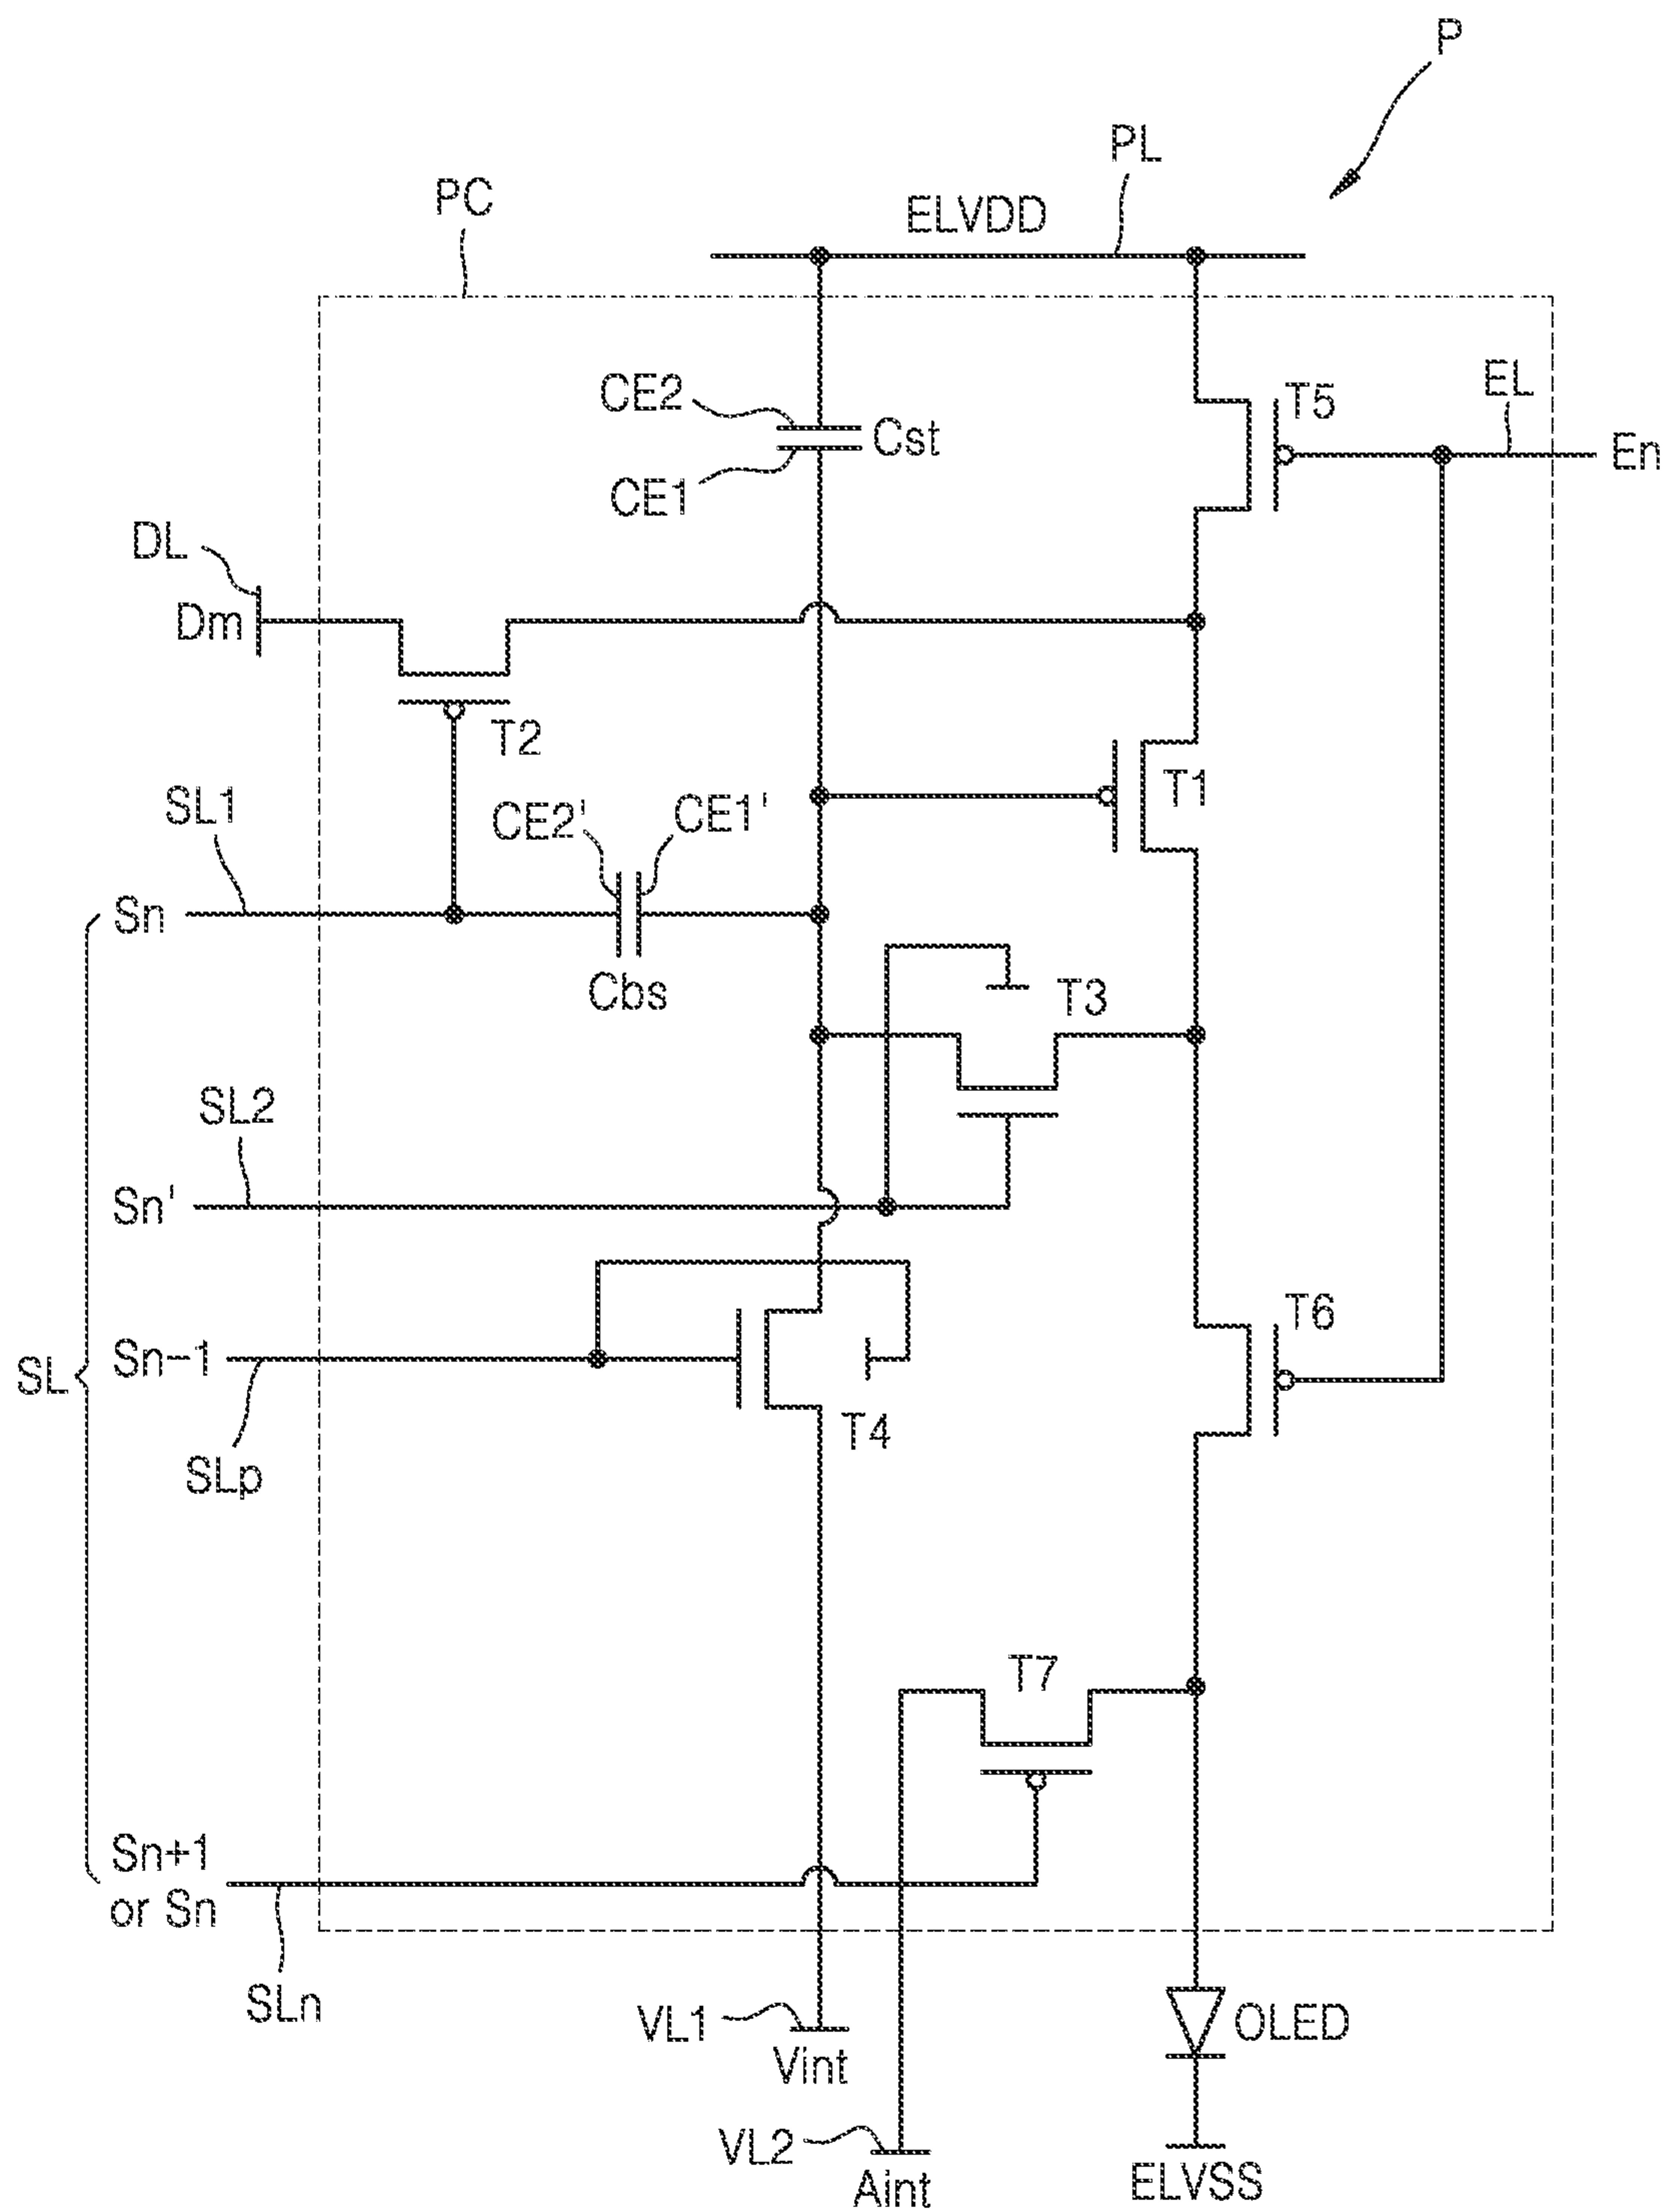 P
PL
PC
ELVDD
CE2
Cst
CE1
T5
EL
En
DL
Dm
T2
T1
SL1
CE2'
CE1'
Sn
Cbs
T3
SL2
Sn'
T6
SL
Sn-1
T4
SLp
T7
Sn+1
or Sn
SLn
VL1
Vint
OLED
VL2
Aint
ELVSS